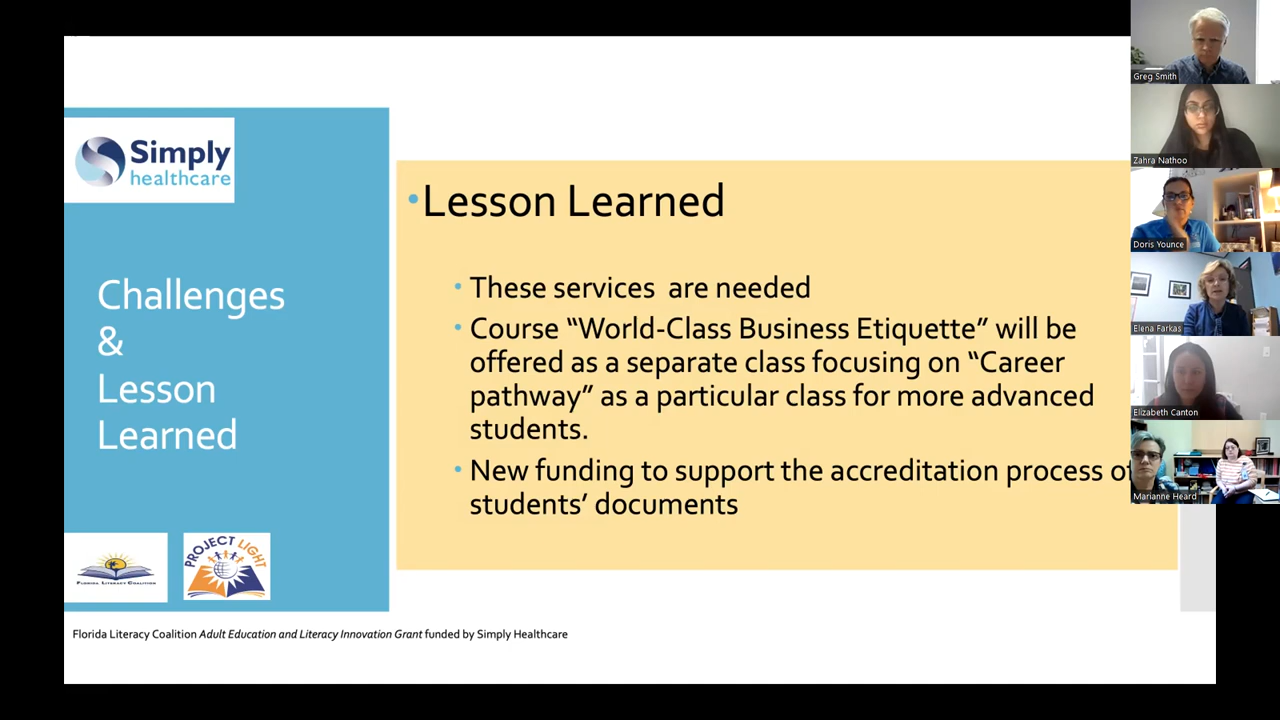 Simply
healthcare
Challenges
&
Lesson
Learned
FLORIDA LITERACY COALITION
PROJECT LIGHT
•Lesson Learned
• These services are needed
• Course “World-Class Business Etiquette” will be
offered as a separate class focusing on “Career
pathway” as a particular class for more advanced
students.
• New funding to support the accreditation process of
students’ documents
Florida Literacy Coalition Adult Education and Literacy Innovation Grant funded by Simply Healthcare
Greg Smith
Zahra Nathoo
Doris Younce
Elena Farkas
Elizabeth Canton
Marianne Heard